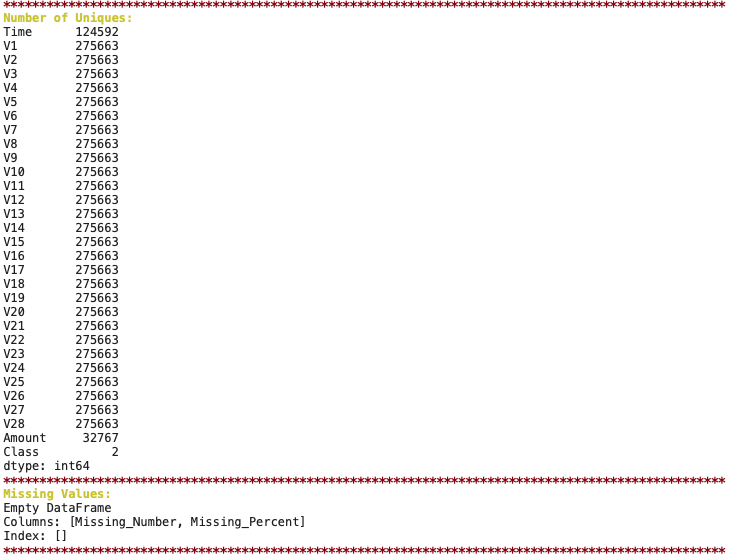 ****************************************************************************************************
Number of Uniques:
Time      124592
V1        275663
V2        275663
V3        275663
V4        275663
V5        275663
V6        275663
V7        275663
V8        275663
V9        275663
V10       275663
V11       275663
V12       275663
V13       275663
V14       275663
V15       275663
V16       275663
V17       275663
V18       275663
V19       275663
V20       275663
V21       275663
V22       275663
V23       275663
V24       275663
V25       275663
V26       275663
V27       275663
V28       275663
Amount     32767
Class          2
dtype: int64
****************************************************************************************************
Missing Values:
Empty DataFrame
Columns: [Missing_Number, Missing_Percent]
Index: []
****************************************************************************************************